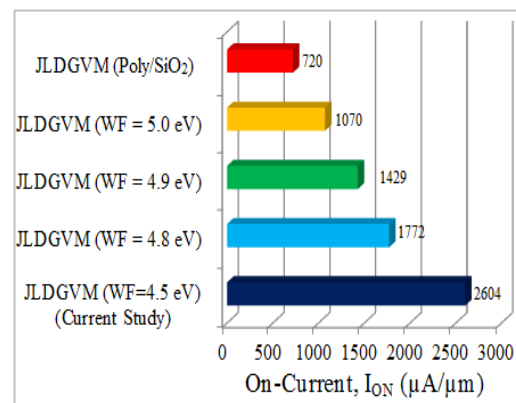 JLDGVM (Poly/SiO₂)
720
JLDGVM (WF = 5.0 eV)
1070
JLDGVM (WF = 4.9 eV)
1429
JLDGVM (WF = 4.8 eV)
1772
JLDGVM (WF=4.5 eV)
(Current Study)
2604
0 500 1000 1500 2000 2500 3000
On-Current, I_ON (µA/µm)